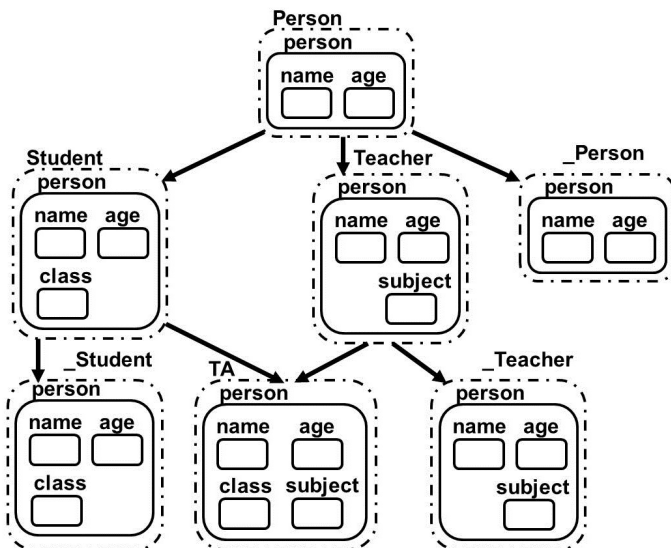 Person
person
name age
Student
person
name age
class
Teacher
person
name age
subject
_Person
person
name age
_Student
person
name age
class
TA
person
name age
class subject
_Teacher
person
name age
subject